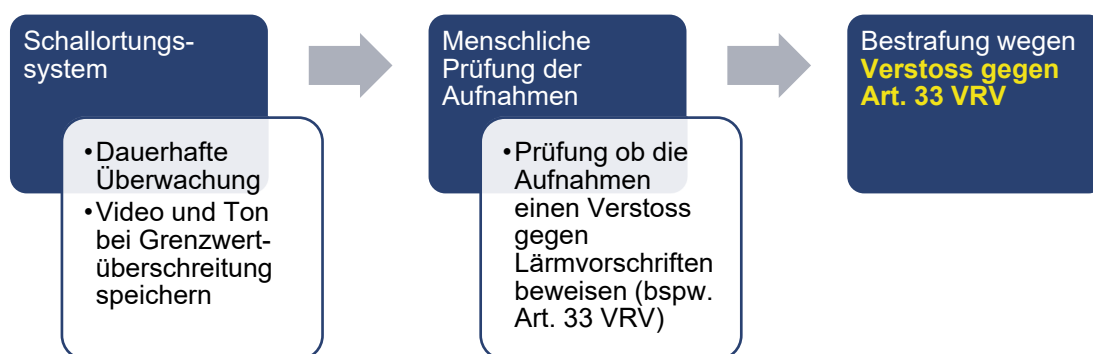 Schallortungs-
system
•Dauerhafte
Überwachung
•Video und Ton
bei Grenzwert-
überschreitung
speichern
Menschliche
Prüfung der
Aufnahmen
•Prüfung ob die
Aufnahmen
einen Verstoss
gegen
Lärmvorschriften
beweisen (bspw.
Art. 33 VRV)
Bestrafung wegen
Verstoss gegen
Art. 33 VRV